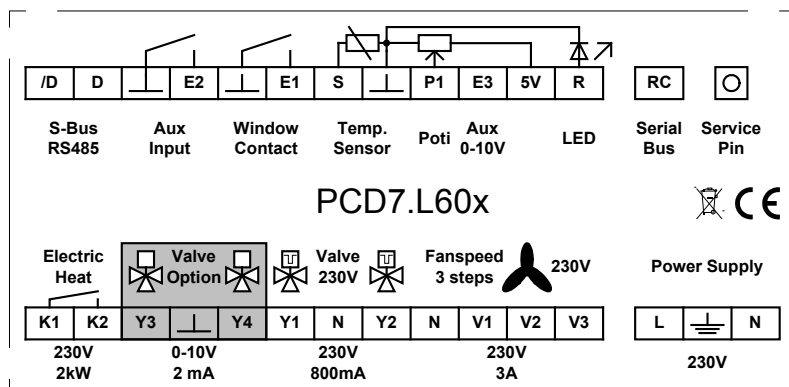 /D D E2 E1 S P1 E3 5V R RC
S-Bus Aux Window Temp. Poti Aux LED Serial Service
RS485 Input Contact Sensor 0-10V Bus Pin
PCD7.L60x
CE
Electric Valve Valve Fanspeed 230V Power Supply
Heat Option 230V 3 steps
K1 K2 Y3 Y4 Y1 N Y2 N V1 V2 V3 L N
230V 0-10V 230V 230V 230V
2kW 2 mA 800mA 3A